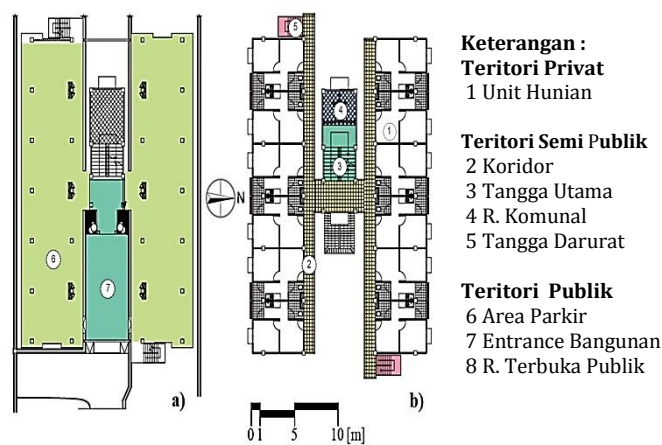 6
7
a)
5
4
1
3
2
N
b)
0 1 5 10 [m]
Keterangan :
Teritori Privat
1 Unit Hunian
Teritori Semi Publik
2 Koridor
3 Tangga Utama
4 R. Komunal
5 Tangga Darurat
Teritori Publik
6 Area Parkir
7 Entrance Bangunan
8 R. Terbuka Publik